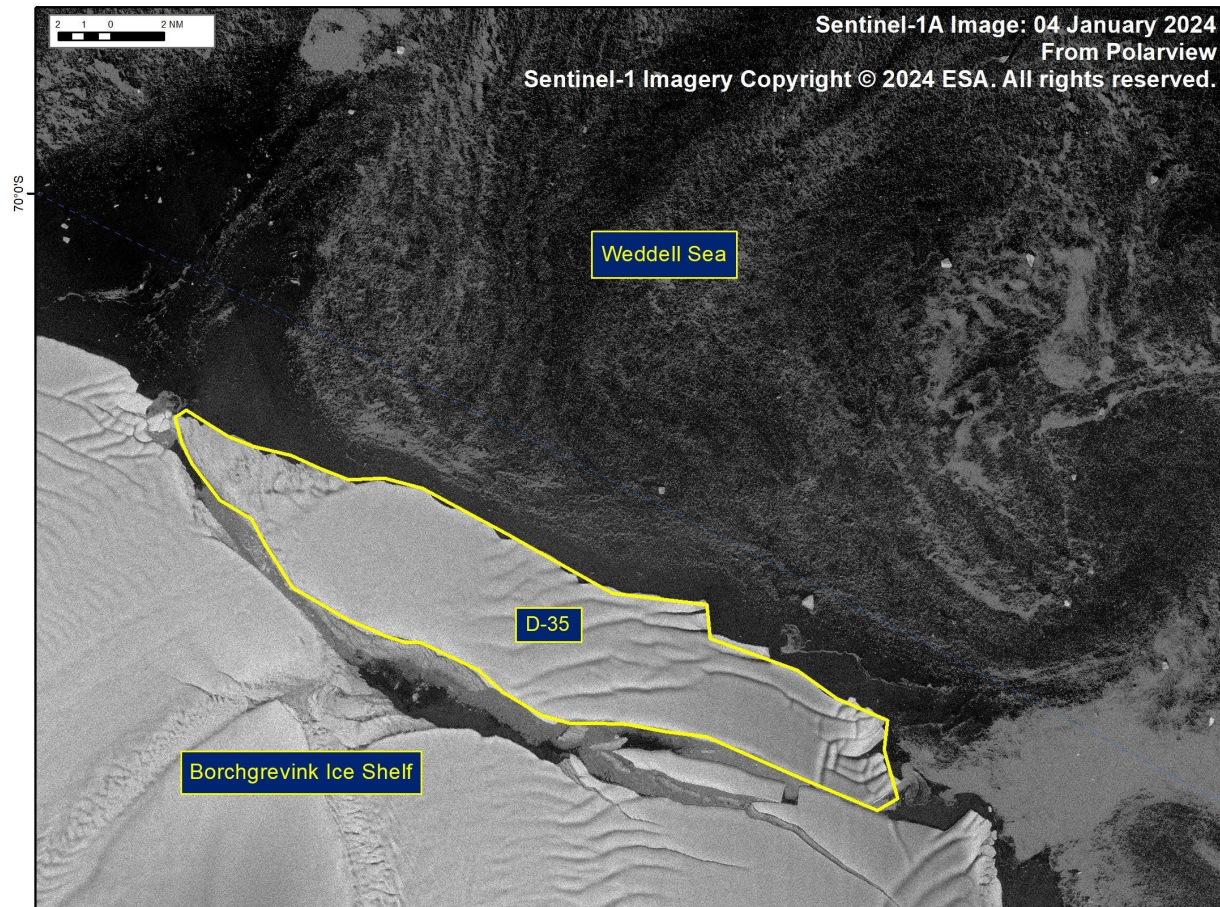 2 1 0 2 NM
Sentinel-1A Image: 04 January 2024
From Polarview
Sentinel-1 Imagery Copyright © 2024 ESA. All rights reserved.
70°0'S
Weddell Sea
D-35
Borchgrevink Ice Shelf